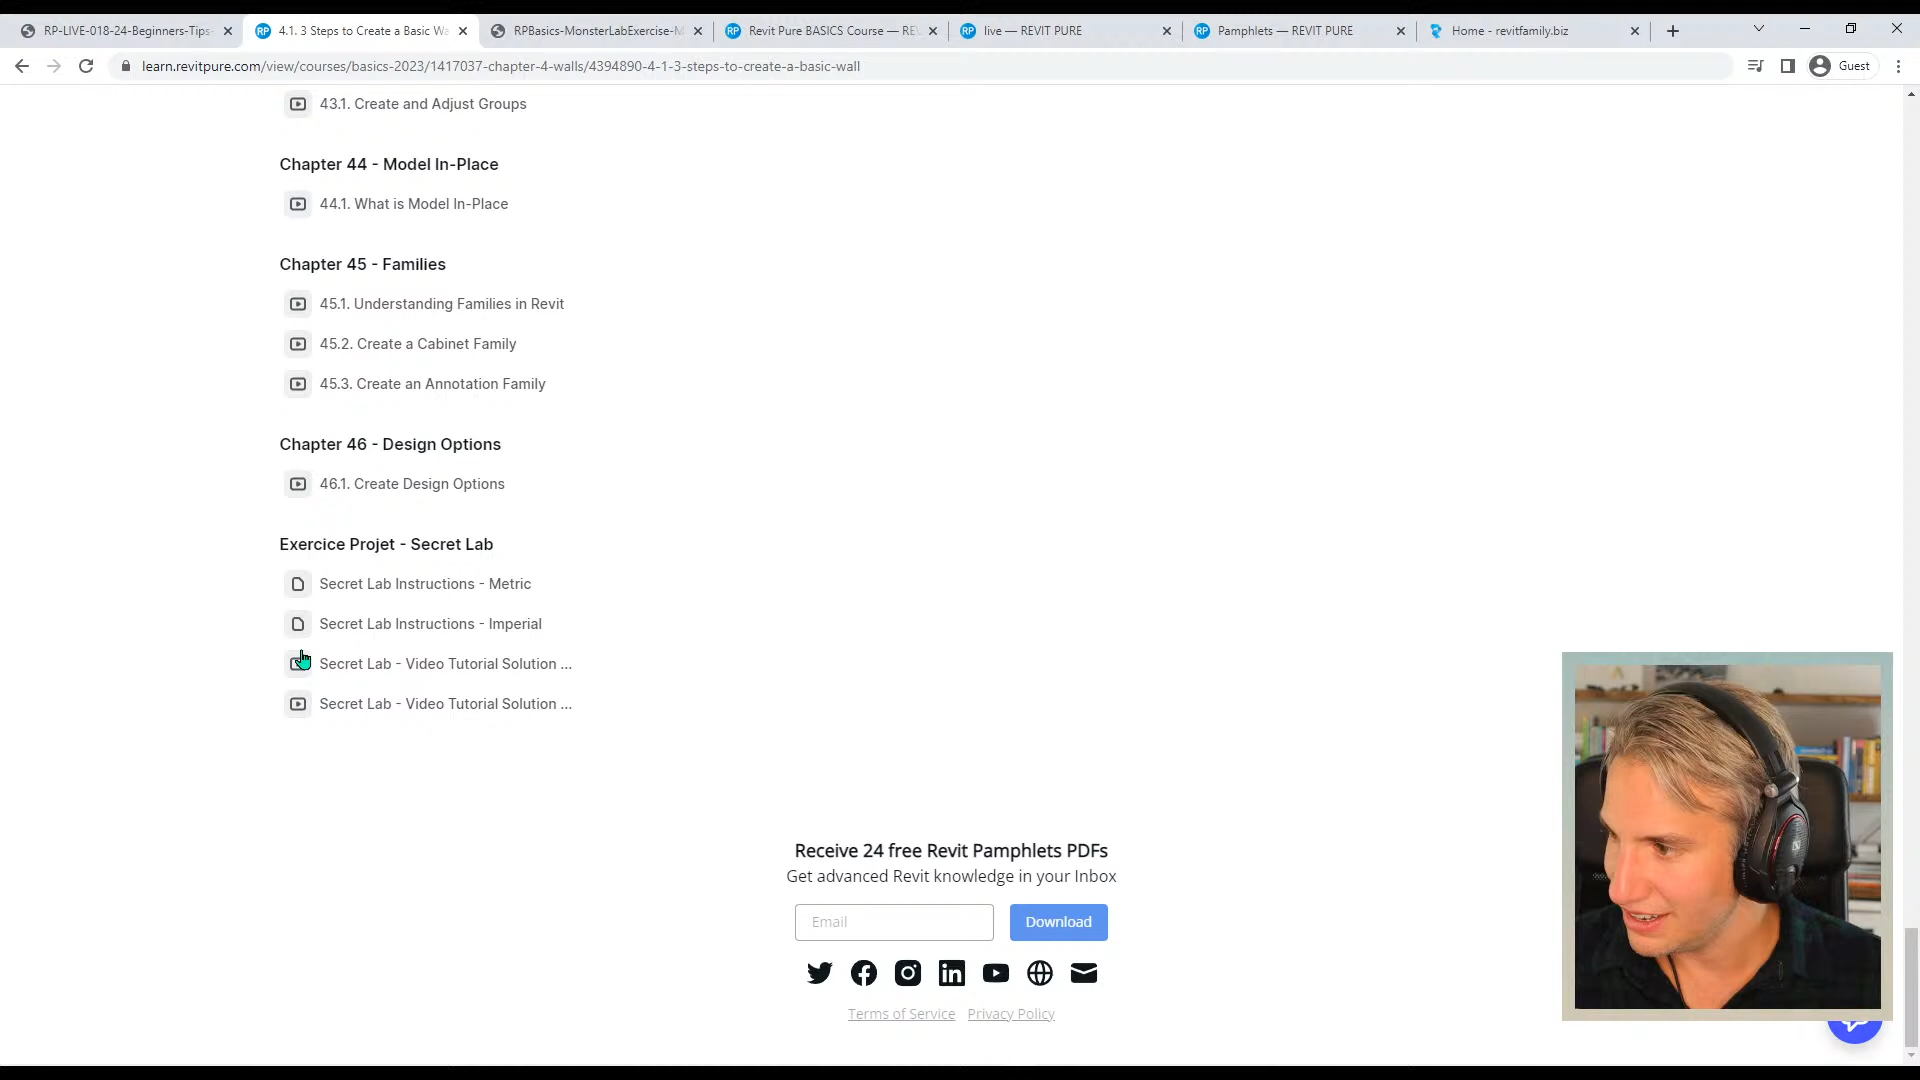 RP-LIVE-018-24-Beginners-Tips-
4.1. 3 Steps to Create a Basic Wa
RPBasics-MonsterLabExercise-M
Revit Pure BASICS Course — REV
live — REVIT PURE
Pamphlets — REVIT PURE
Home - revitfamily.biz
learn.revitpure.com/view/courses/basics-2023/1417037-chapter-4-walls/4394890-4-1-3-steps-to-create-a-basic-wall
Guest
43.1. Create and Adjust Groups
Chapter 44 - Model In-Place
44.1. What is Model In-Place
Chapter 45 - Families
45.1. Understanding Families in Revit
45.2. Create a Cabinet Family
45.3. Create an Annotation Family
Chapter 46 - Design Options
46.1. Create Design Options
Exercice Projet - Secret Lab
Secret Lab Instructions - Metric
Secret Lab Instructions - Imperial
Secret Lab - Video Tutorial Solution ...
Secret Lab - Video Tutorial Solution ...
Receive 24 free Revit Pamphlets PDFs
Get advanced Revit knowledge in your Inbox
Email
Download
Terms of Service
Privacy Policy